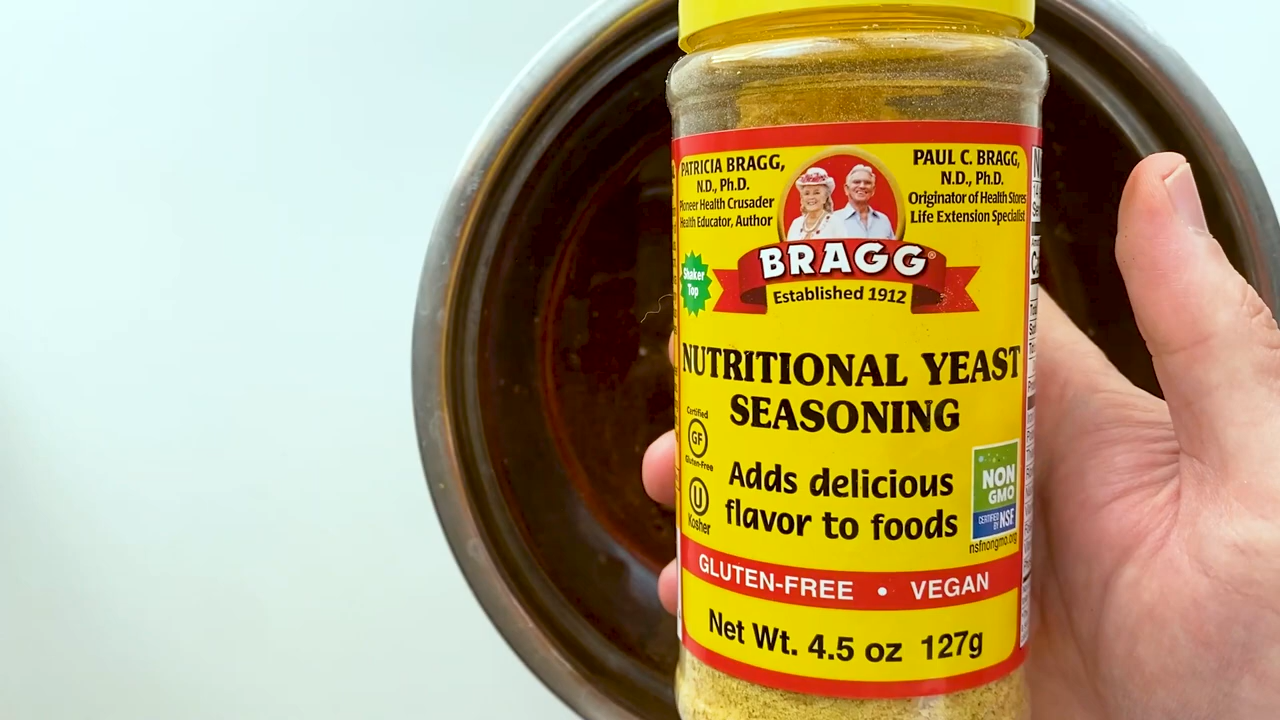 PATRICIA BRAGG,
N.D., Ph.D.
Pioneer Health Crusader
Health Educator, Author
PAUL C. BRAGG,
N.D., Ph.D.
Originator of Health Stores
Life Extension Specialist
BRAGG®
Established 1912
Shaker
Top
NUTRITIONAL YEAST
SEASONING
Certified
GF
Gluten-Free
U
Kosher
Adds delicious
flavor to foods
NON
GMO
CERTIFIED
BY NSF
nsfnongmo.org
GLUTEN-FREE • VEGAN
Net Wt. 4.5 oz 127g